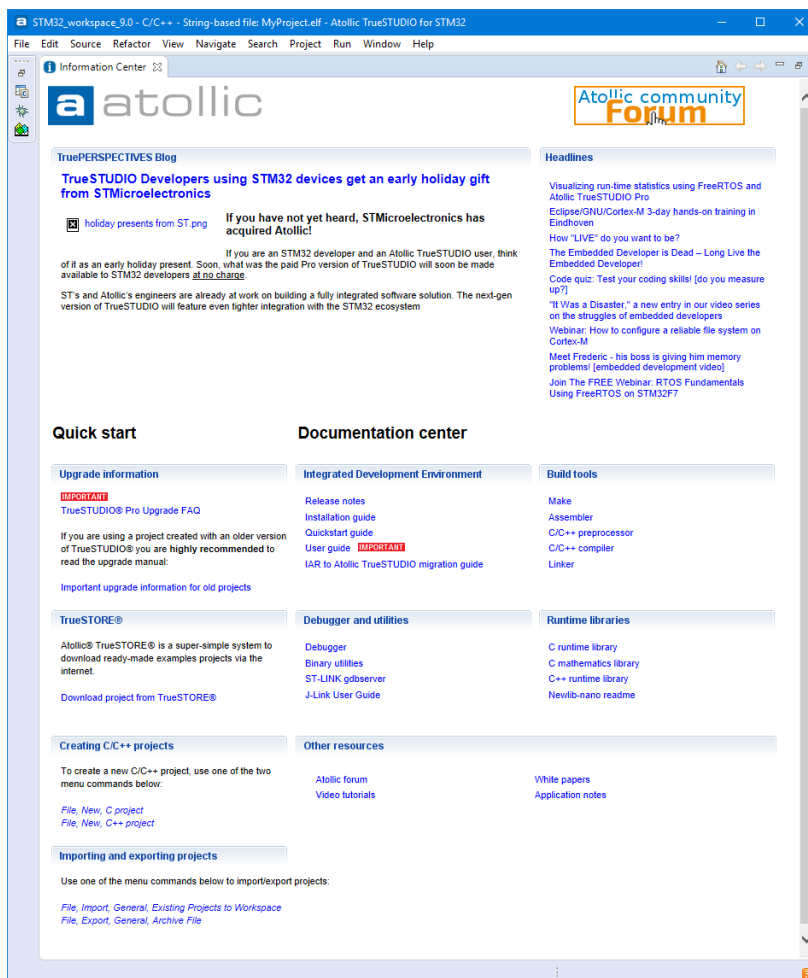 STM32_workspace_9.0 - C/C++ - String-based file: MyProject.elf - Atollic TrueSTUDIO for STM32
File Edit Source Refactor View Navigate Search Project Run Window Help
Information Center
a atollic
Atollic community
Forum
TruePERSPECTIVES Blog
TrueSTUDIO Developers using STM32 devices get an early holiday gift
from STMicroelectronics
holiday presents from ST.png
If you have not yet heard, STMicroelectronics has
acquired Atollic!
If you are an STM32 developer and an Atollic TrueSTUDIO user, think
of it as an early holiday present. Soon, what was the paid Pro version of TrueSTUDIO will soon be made
available to STM32 developers at no charge.
ST's and Atollic's engineers are already at work on building a fully integrated software solution. The next-gen
version of TrueSTUDIO will feature even tighter integration with the STM32 ecosystem
Headlines
Visualizing run-time statistics using FreeRTOS and
Atollic TrueSTUDIO Pro
Eclipse/GNU/Cortex-M 3-day hands-on training in
Eindhoven
How "LIVE" do you want to be?
The Embedded Developer is Dead – Long Live the
Embedded Developer!
Code quiz: Test your coding skills! [do you measure
up?]
"It Was a Disaster," a new entry in our video series
on the struggles of embedded developers
Webinar: How to configure a reliable file system on
Cortex-M
Meet Frederic - his boss is giving him memory
problems! [embedded development video]
Join The FREE Webinar: RTOS Fundamentals
Using FreeRTOS on STM32F7
Quick start
Documentation center
Upgrade information
IMPORTANT
TrueSTUDIO® Pro Upgrade FAQ
If you are using a project created with an older version
of TrueSTUDIO® you are highly recommended to
read the upgrade manual:
Important upgrade information for old projects
Integrated Development Environment
Release notes
Installation guide
Quickstart guide
User guide IMPORTANT
IAR to Atollic TrueSTUDIO migration guide
Build tools
Make
Assembler
C/C++ preprocessor
C/C++ compiler
Linker
TrueSTORE®
Atollic® TrueSTORE® is a super-simple system to
download ready-made examples projects via the
internet.
Download project from TrueSTORE®
Debugger and utilities
Debugger
Binary utilities
ST-LINK gdbserver
J-Link User Guide
Runtime libraries
C runtime library
C mathematics library
C++ runtime library
Newlib-nano readme
Creating C/C++ projects
To create a new C/C++ project, use one of the two
menu commands below:
File, New, C project
File, New, C++ project
Other resources
Atollic forum
Video tutorials
White papers
Application notes
Importing and exporting projects
Use one of the menu commands below to import/export projects:
File, Import, General, Existing Projects to Workspace
File, Export, General, Archive File